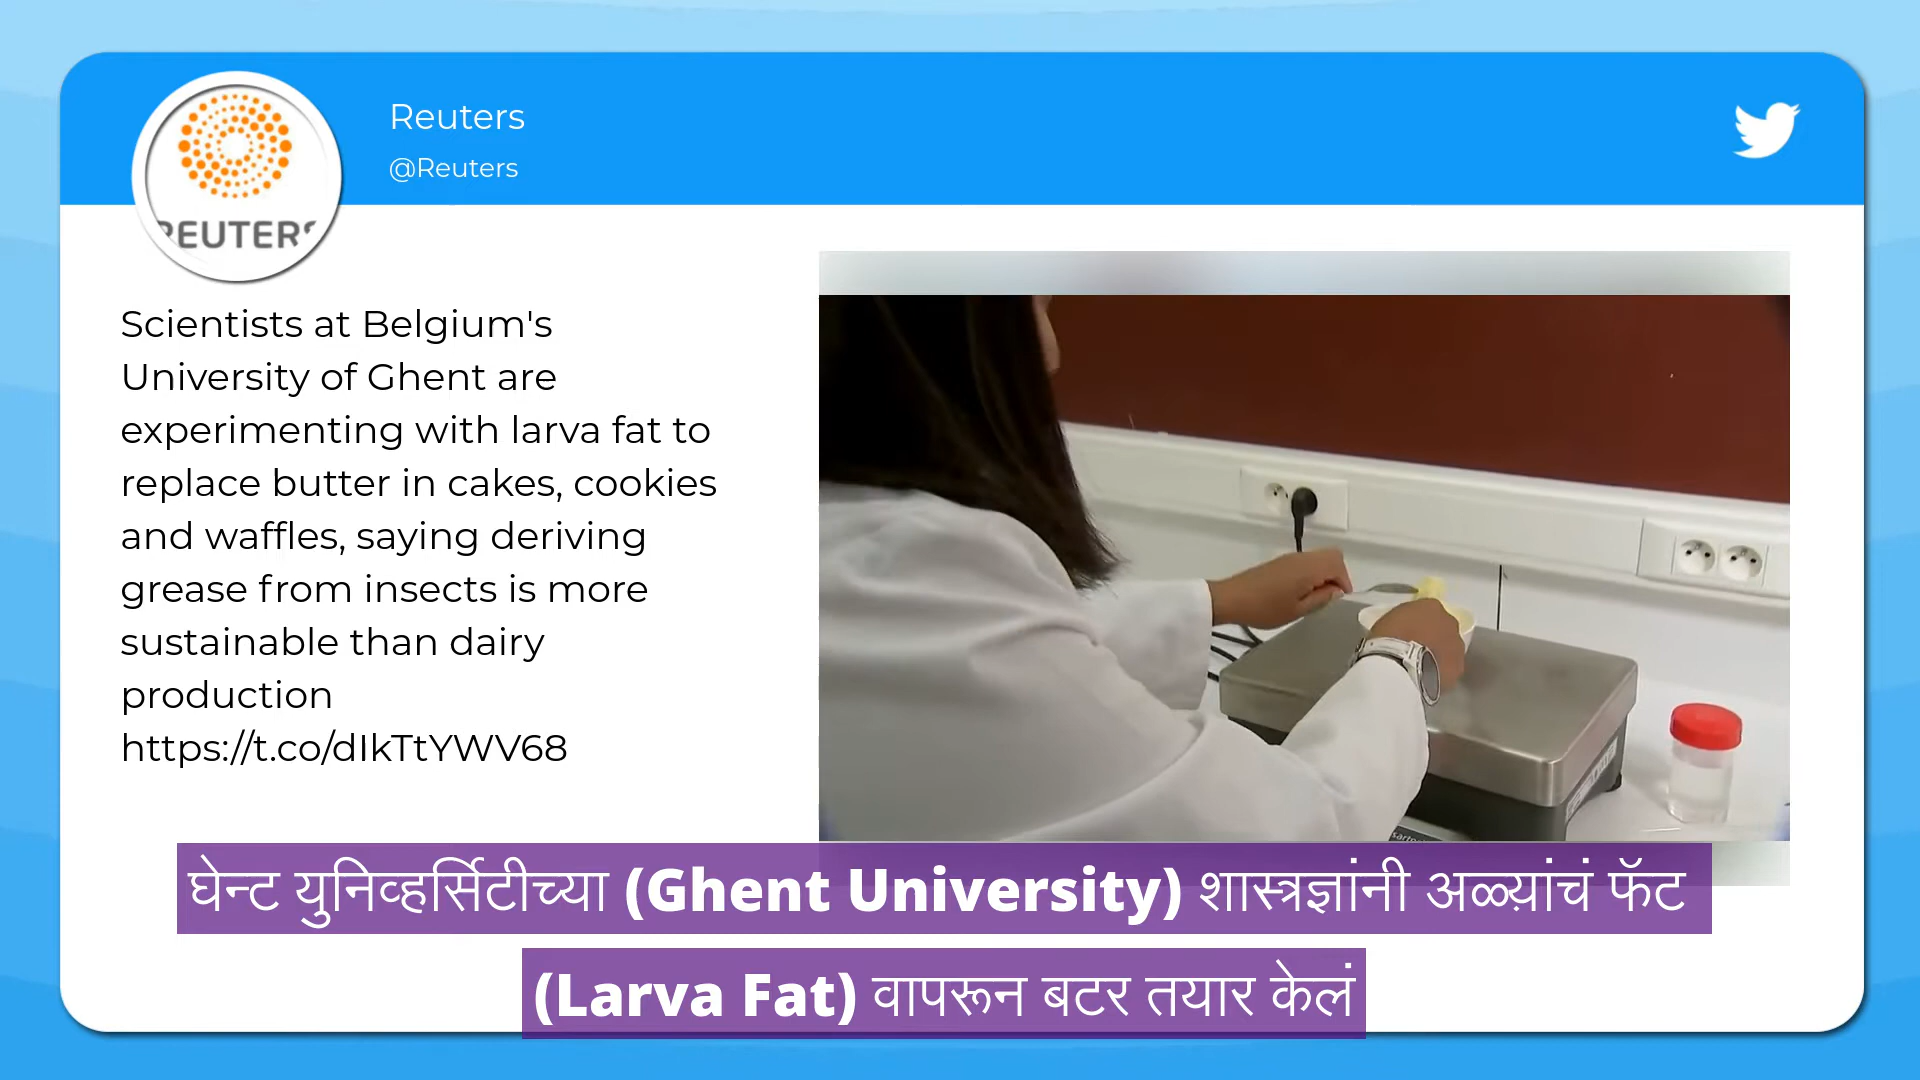 Reuters
@Reuters
REUTERS
Scientists at Belgium's
University of Ghent are
experimenting with larva fat to
replace butter in cakes, cookies
and waffles, saying deriving
grease from insects is more
sustainable than dairy
production
https://t.co/dIkTtYWV68
घेन्ट युनिव्हर्सिटीच्या (Ghent University) शास्त्रज्ञांनी अळ्य़ांचं फॅट
(Larva Fat) वापरून बटर तयार केलं